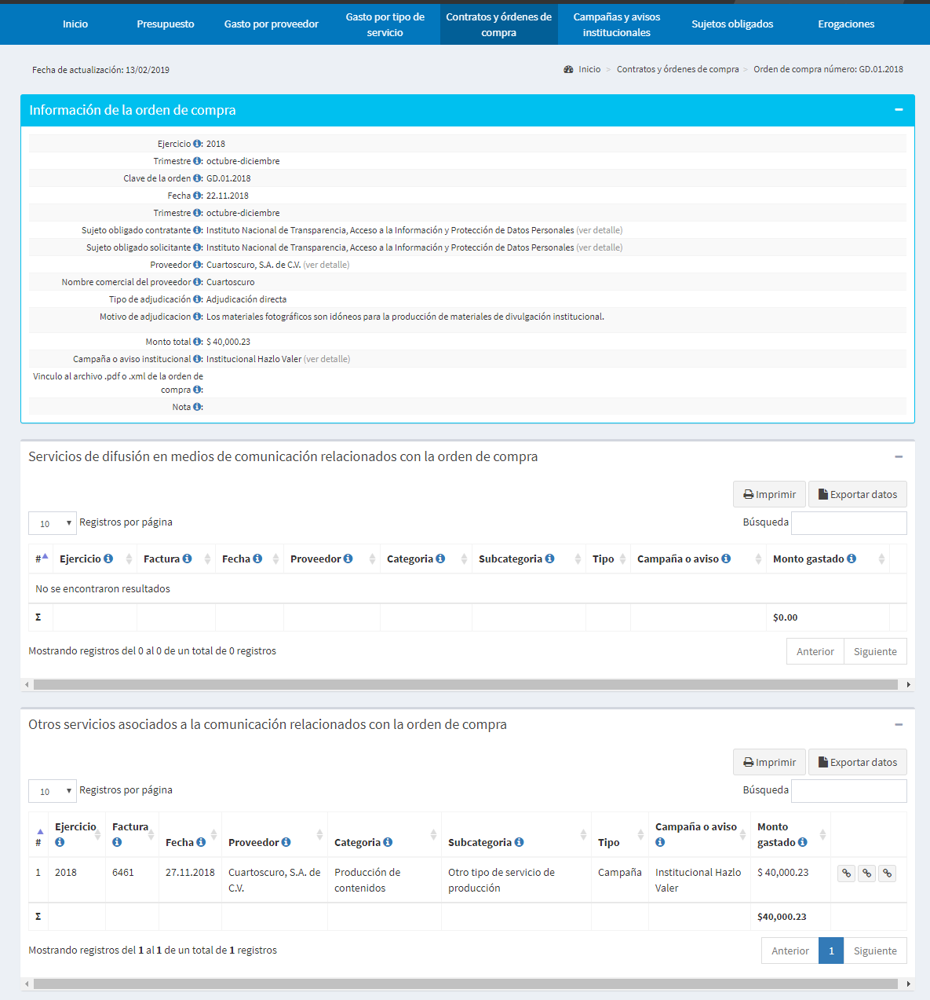 Inicio
Presupuesto
Gasto por proveedor
Gasto por tipo de
servicio
Contratos y órdenes de
compra
Campañas y avisos
institucionales
Sujetos obligados
Erogaciones
Fecha de actualización: 13/02/2019
Inicio > Contratos y órdenes de compra > Orden de compra número: GD.01.2018
Información de la orden de compra
Ejercicio : 2018
Trimestre : octubre-diciembre
Clave de la orden : GD.01.2018
Fecha : 22.11.2018
Trimestre : octubre-diciembre
Sujeto obligado contratante : Instituto Nacional de Transparencia, Acceso a la Información y Protección de Datos Personales (ver detalle)
Sujeto obligado solicitante : Instituto Nacional de Transparencia, Acceso a la Información y Protección de Datos Personales (ver detalle)
Proveedor : Cuartoscuro, S.A. de C.V. (ver detalle)
Nombre comercial del proveedor : Cuartoscuro
Tipo de adjudicación : Adjudicación directa
Motivo de adjudicacion : Los materiales fotográficos son idóneos para la producción de materiales de divulgación institucional.
Monto total : $ 40,000.23
Campaña o aviso institucional : Institucional Hazlo Valer (ver detalle)
Vinculo al archivo .pdf o .xml de la orden de
compra :
Nota :
Servicios de difusión en medios de comunicación relacionados con la orden de compra
Imprimir Exportar datos
10 Registros por página Búsqueda
# Ejercicio Factura Fecha Proveedor Categoria Subcategoria Tipo Campaña o aviso Monto gastado
No se encontraron resultados
Σ $0.00
Mostrando registros del 0 al 0 de un total de 0 registros Anterior Siguiente
Otros servicios asociados a la comunicación relacionados con la orden de compra
Imprimir Exportar datos
10 Registros por página Búsqueda
Ejercicio Factura Campaña o aviso Monto
# Fecha Proveedor Categoria Subcategoria Tipo gastado
1 2018 6461 27.11.2018 Cuartoscuro, S.A. de Producción de Otro tipo de servicio de Campaña Institucional Hazlo $ 40,000.23
C.V. contenidos producción Valer
Σ $40,000.23
Mostrando registros del 1 al 1 de un total de 1 registros Anterior 1 Siguiente